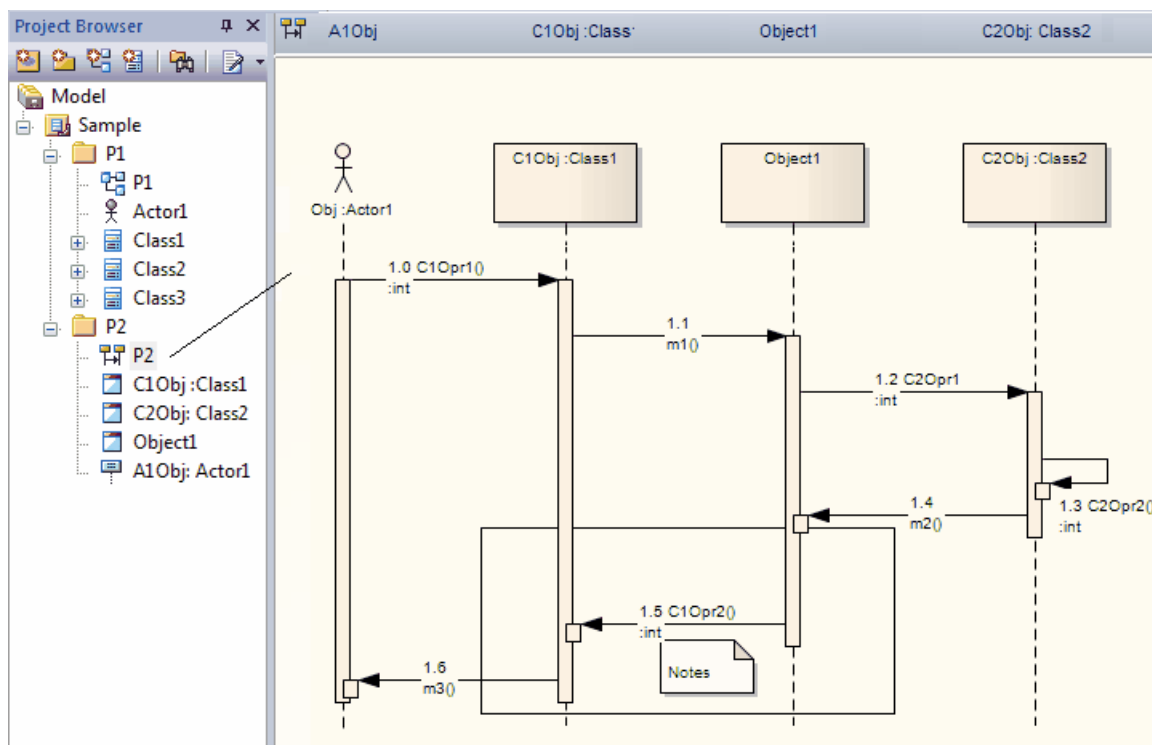 Project Browser
A1Obj
C1Obj :Class
Object1
C2Obj: Class2
Model
Sample
P1
P1
Actor1
Class1
Class2
Class3
P2
P2
C1Obj :Class1
C2Obj: Class2
Object1
A1Obj: Actor1
Obj :Actor1
C1Obj :Class1
Object1
C2Obj :Class2
1.0 C1Opr1()
:int
1.1
m1()
1.2 C2Opr1
:int
1.3 C2Opr2()
:int
1.4
m2()
1.5 C1Opr2()
:int
Notes
1.6
m3()